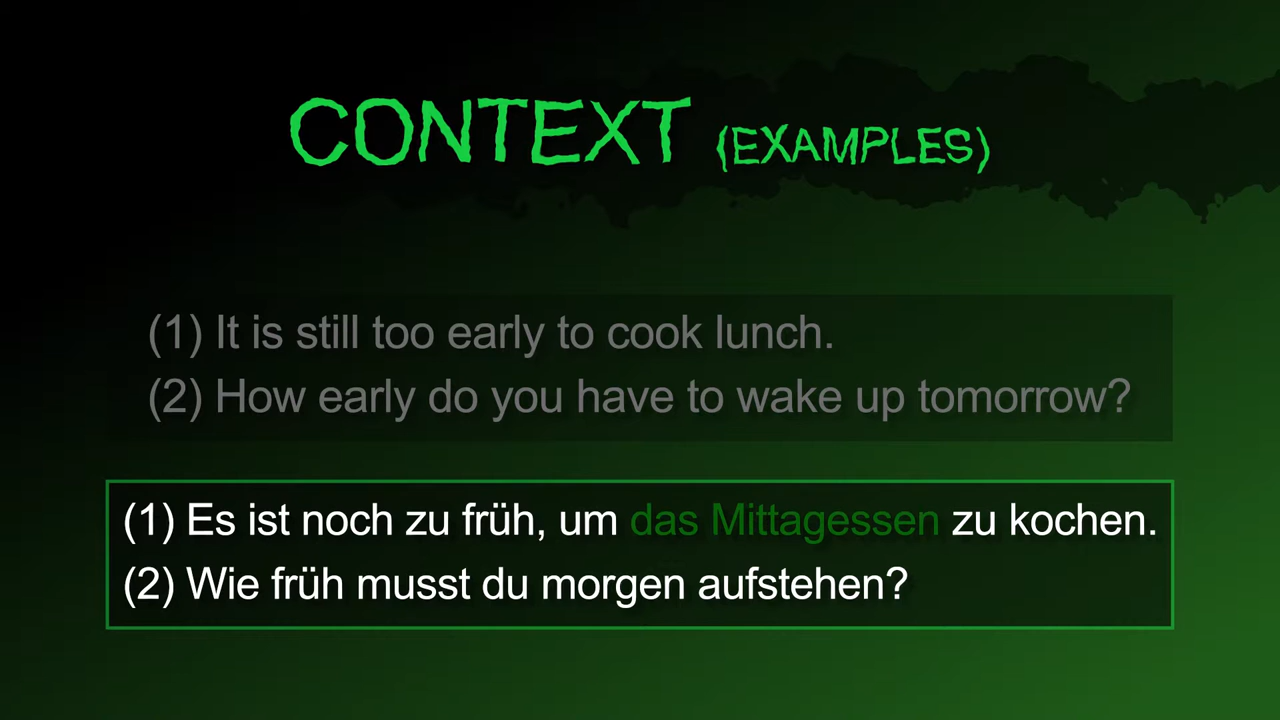 CONTEXT (EXAMPLES)
(1) It is still too early to cook lunch.
(2) How early do you have to wake up tomorrow?
(1) Es ist noch zu früh, um das Mittagessen zu kochen.
(2) Wie früh musst du morgen aufstehen?